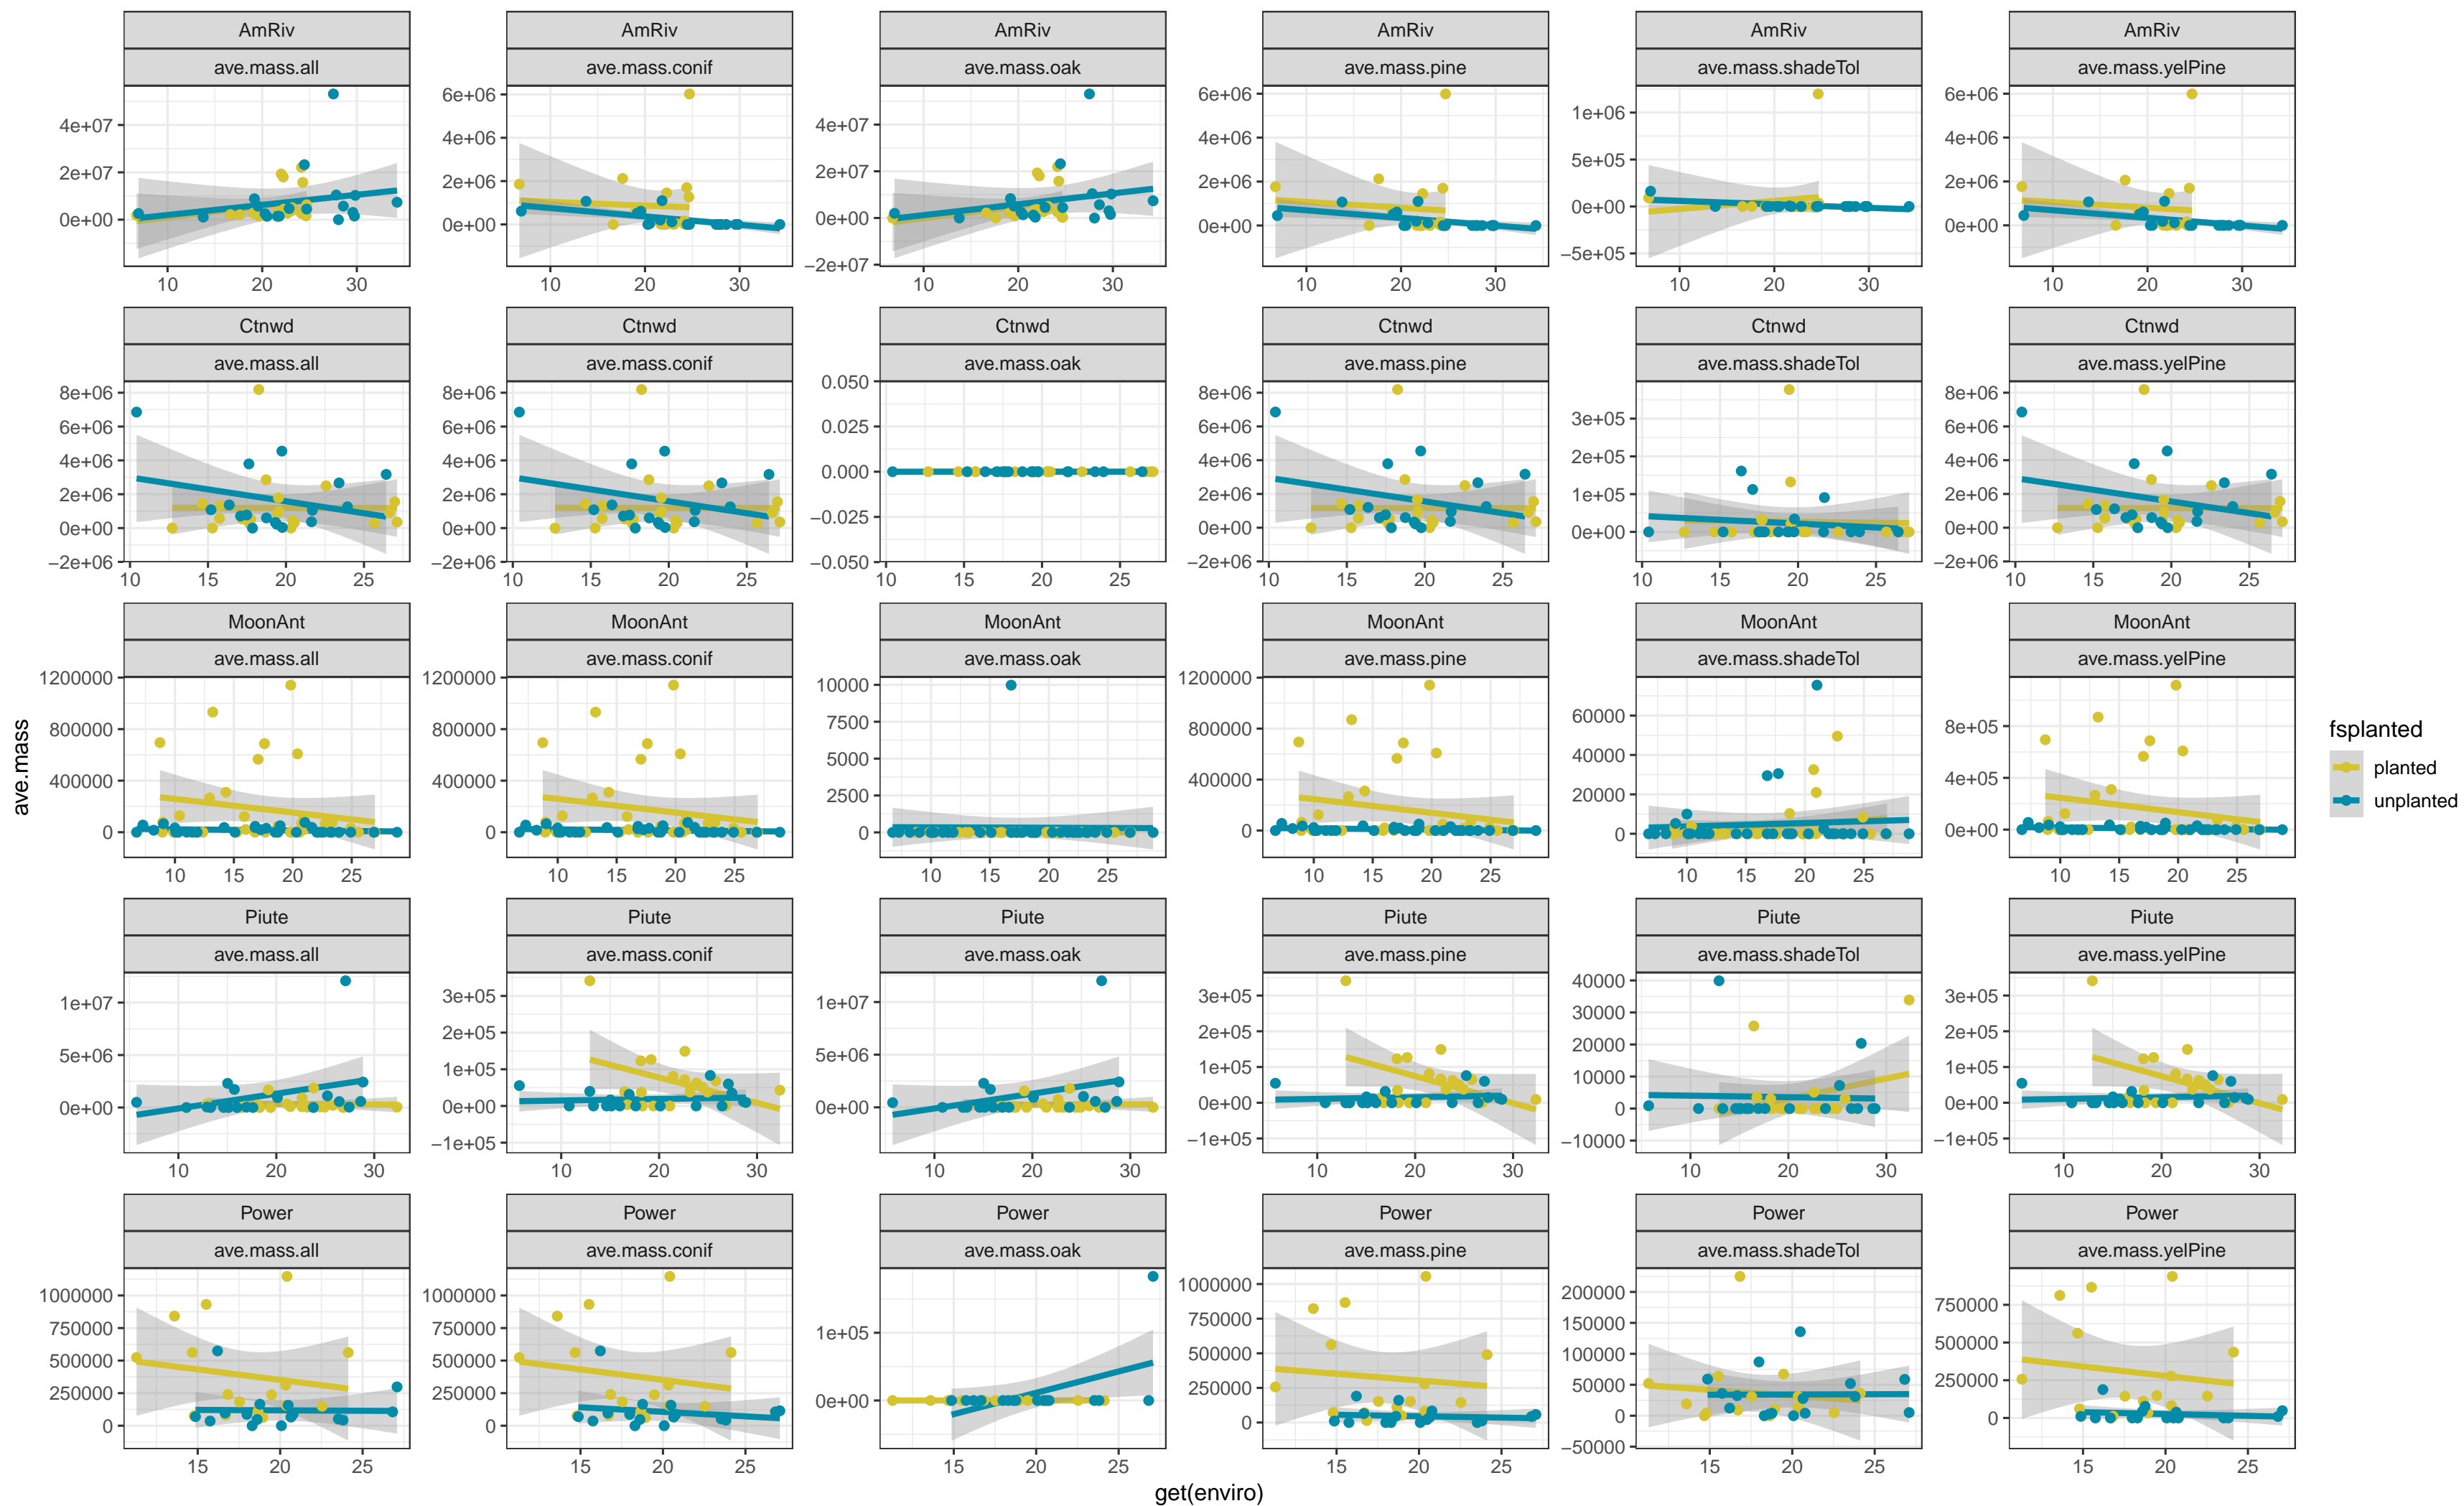 AmRiv AmRiv AmRiv AmRiv AmRiv AmRiv
ave.mass.all ave.mass.conif ave.mass.oak ave.mass.pine ave.mass.shadeTol ave.mass.yelPine
4e+07 2e+07 0e+00
6e+06 4e+06 2e+06 0e+00
4e+07 2e+07 0e+00 −2e+07
6e+06 4e+06 2e+06 0e+00
1e+06 5e+05 0e+00 −5e+05
6e+06 4e+06 2e+06 0e+00
10 20 30 10 20 30 10 20 30 10 20 30 10 20 30 10 20 30
Ctnwd Ctnwd Ctnwd Ctnwd Ctnwd Ctnwd
ave.mass.all ave.mass.conif ave.mass.oak ave.mass.pine ave.mass.shadeTol ave.mass.yelPine
8e+06 6e+06 4e+06 2e+06 0e+00 −2e+06
8e+06 6e+06 4e+06 2e+06 0e+00 −2e+06
0.050 0.025 0.000 −0.025 −0.050
8e+06 6e+06 4e+06 2e+06 0e+00 −2e+06
3e+05 2e+05 1e+05 0e+00
8e+06 6e+06 4e+06 2e+06 0e+00 −2e+06
10 15 20 25 10 15 20 25 10 15 20 25 10 15 20 25 10 15 20 25 10 15 20 25
MoonAnt MoonAnt MoonAnt MoonAnt MoonAnt MoonAnt
ave.mass.all ave.mass.conif ave.mass.oak ave.mass.pine ave.mass.shadeTol ave.mass.yelPine
1200000 800000 400000 0
1200000 800000 400000 0
10000 7500 5000 2500 0
1200000 800000 400000 0
60000 40000 20000 0
8e+05 4e+05 0e+00
10 15 20 25 10 15 20 25 10 15 20 25 10 15 20 25 10 15 20 25 10 15 20 25
Piute Piute Piute Piute Piute Piute
ave.mass.all ave.mass.conif ave.mass.oak ave.mass.pine ave.mass.shadeTol ave.mass.yelPine
1e+07 5e+06 0e+00
3e+05 2e+05 1e+05 0e+00 −1e+05
1e+07 5e+06 0e+00
3e+05 2e+05 1e+05 0e+00 −1e+05
40000 30000 20000 10000 0 −10000
3e+05 2e+05 1e+05 0e+00 −1e+05
10 20 30 10 20 30 10 20 30 10 20 30 10 20 30 10 20 30
Power Power Power Power Power Power
ave.mass.all ave.mass.conif ave.mass.oak ave.mass.pine ave.mass.shadeTol ave.mass.yelPine
1000000 750000 500000 250000 0
1000000 750000 500000 250000 0
1e+05 0e+00
1000000 750000 500000 250000 0
200000 150000 100000 50000 0 −50000
750000 500000 250000 0
15 20 25 15 20 25 15 20 25 15 20 25 15 20 25 15 20 25
get(enviro)
ave.mass
fsplanted
planted
unplanted